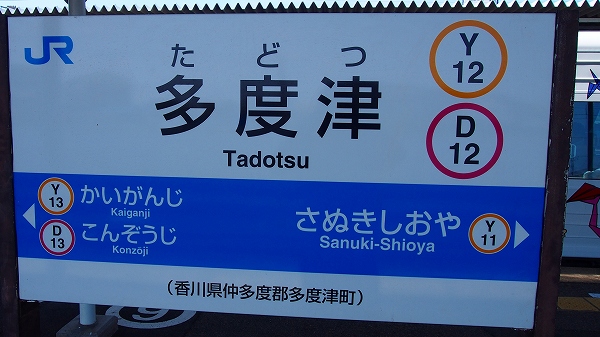 JR
たどつ
多度津
Tadotsu
Y
12
D
12
Y
13
かいがんじ
Kaiganji
D
13
こんぞうじ
Konzōji
さぬきしおや
Sanuki-Shioya
Y
11
(香川県仲多度郡多度津町)